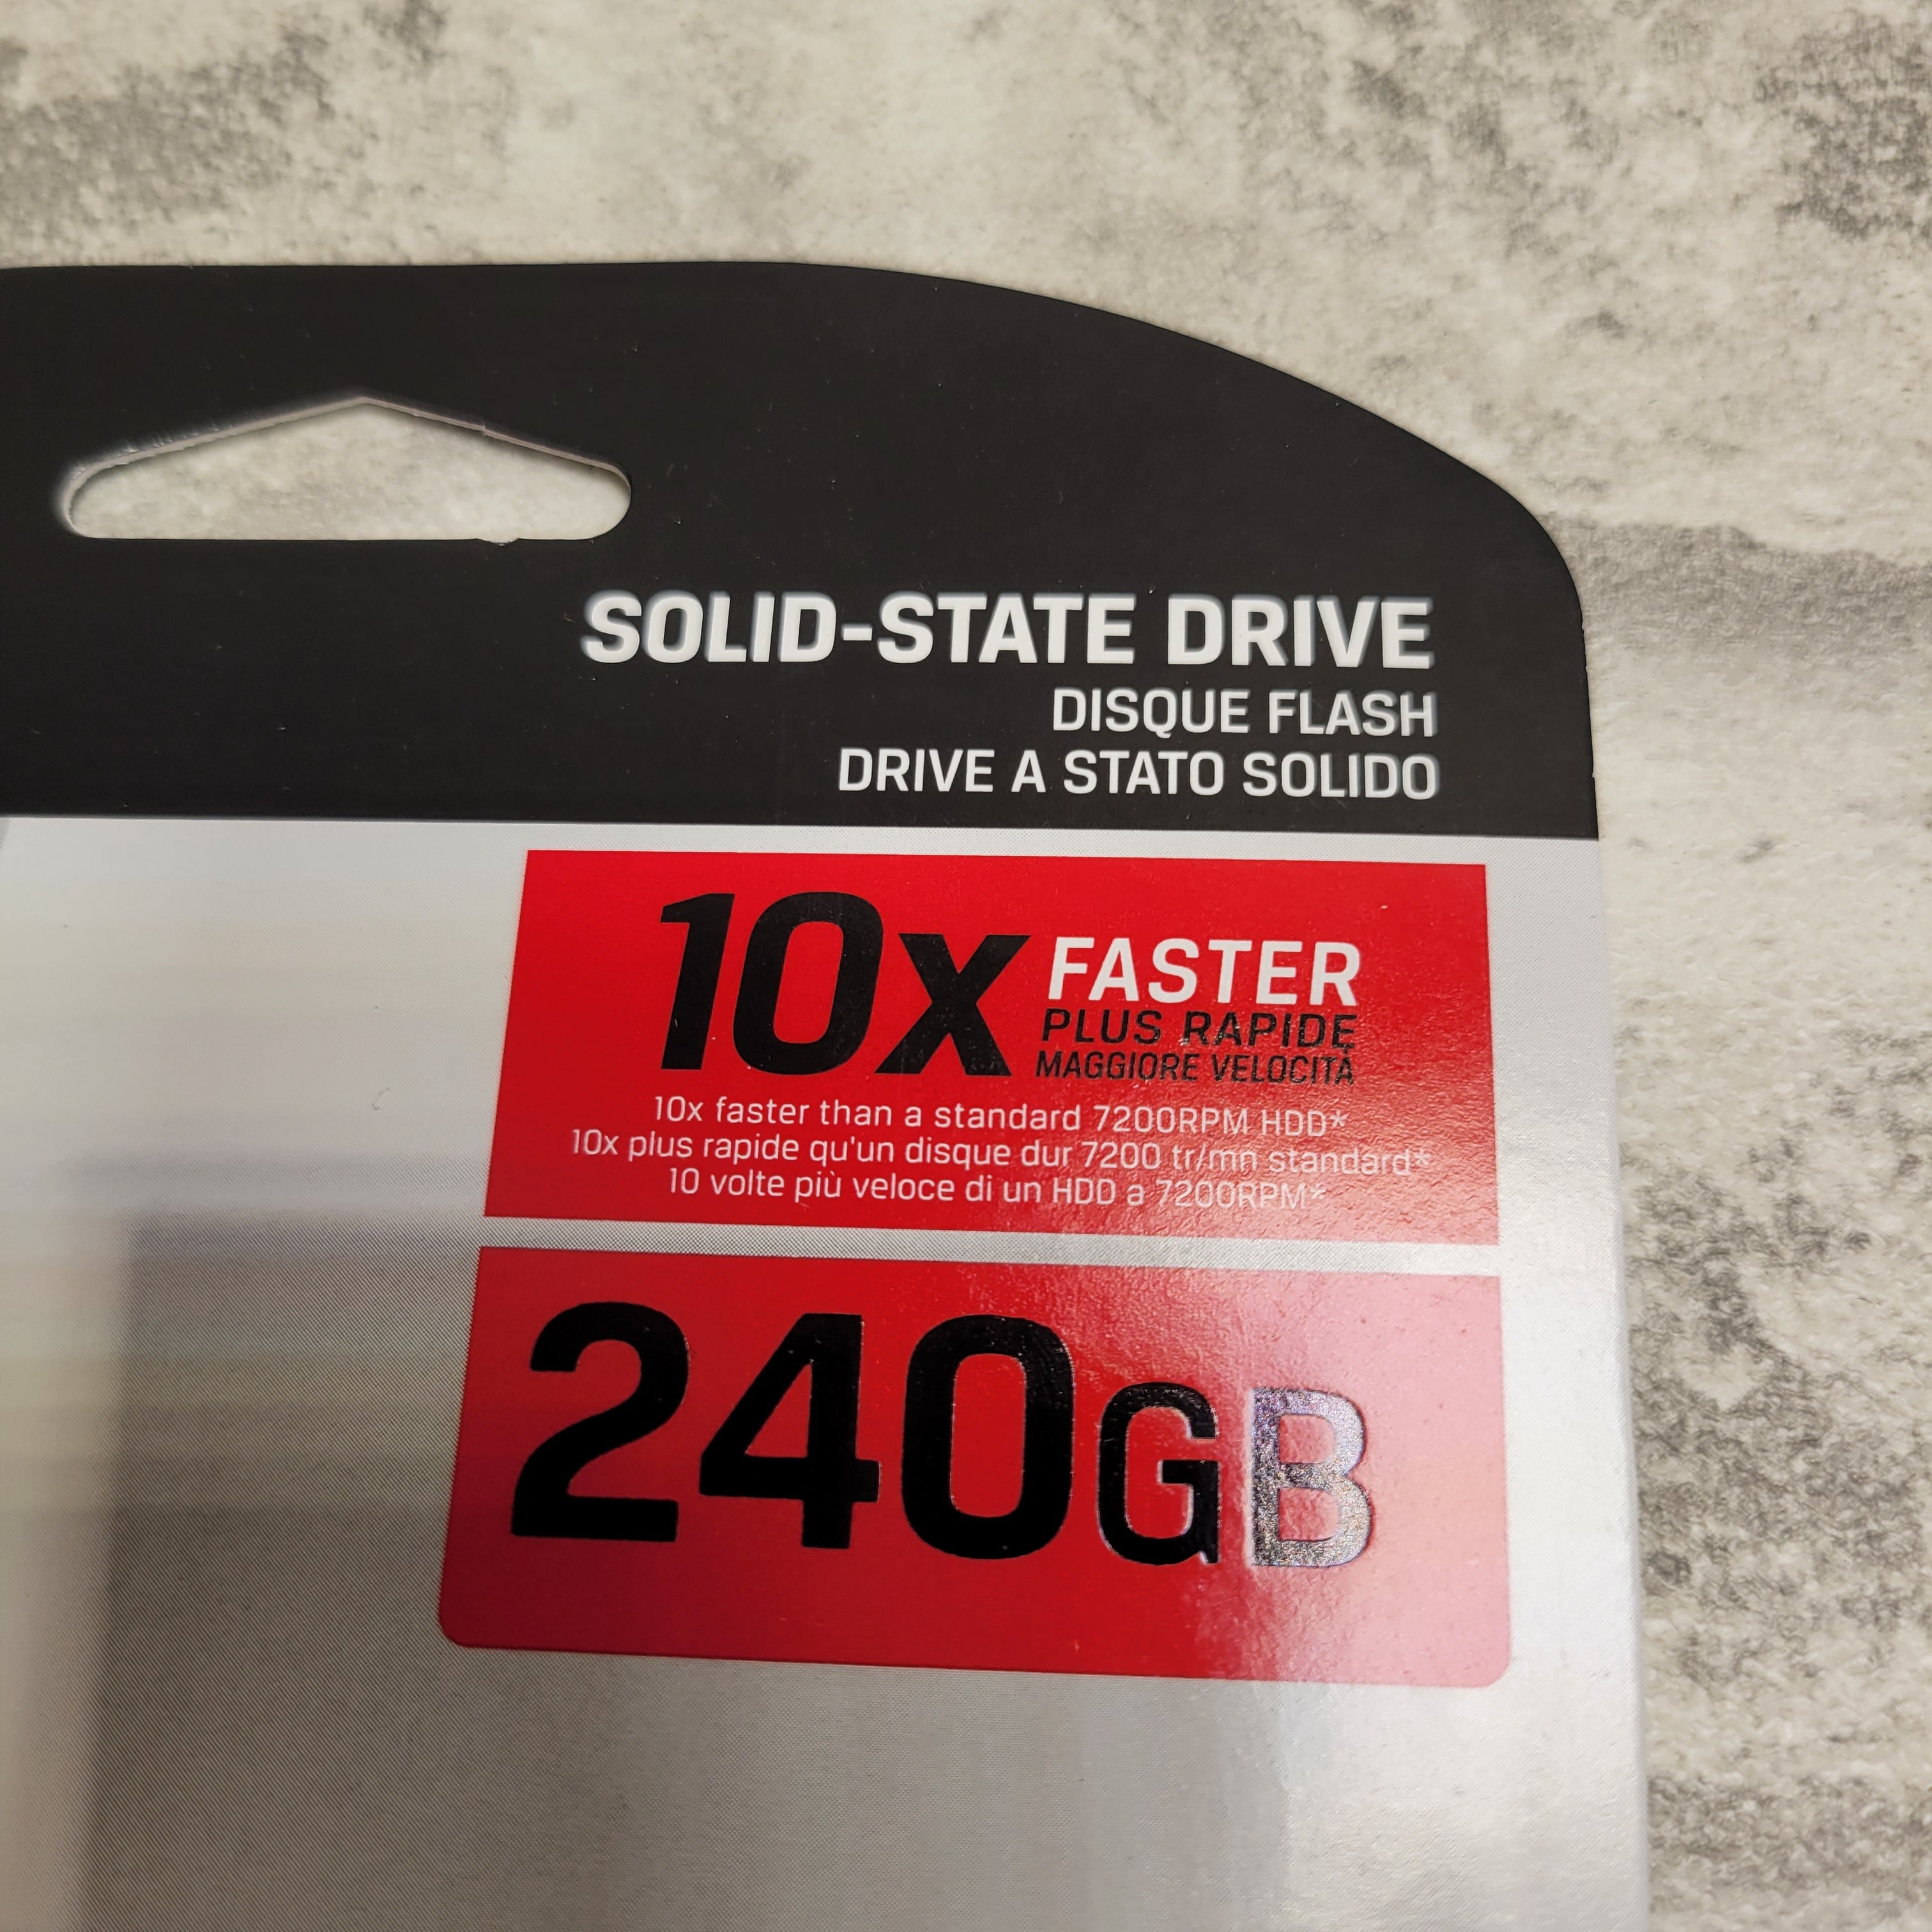 SOLID-STATE DRIVE
DISQUE FLASH
DRIVE A STATO SOLIDO
10x FASTER
PLUS RAPIDE
MAGGIORE VELOCITÀ
10x faster than a standard 7200RPM HDD*
10x plus rapide qu'un disque dur 7200 tr/mn standard*
10 volte più veloce di un HDD a 7200RPM*
240GB